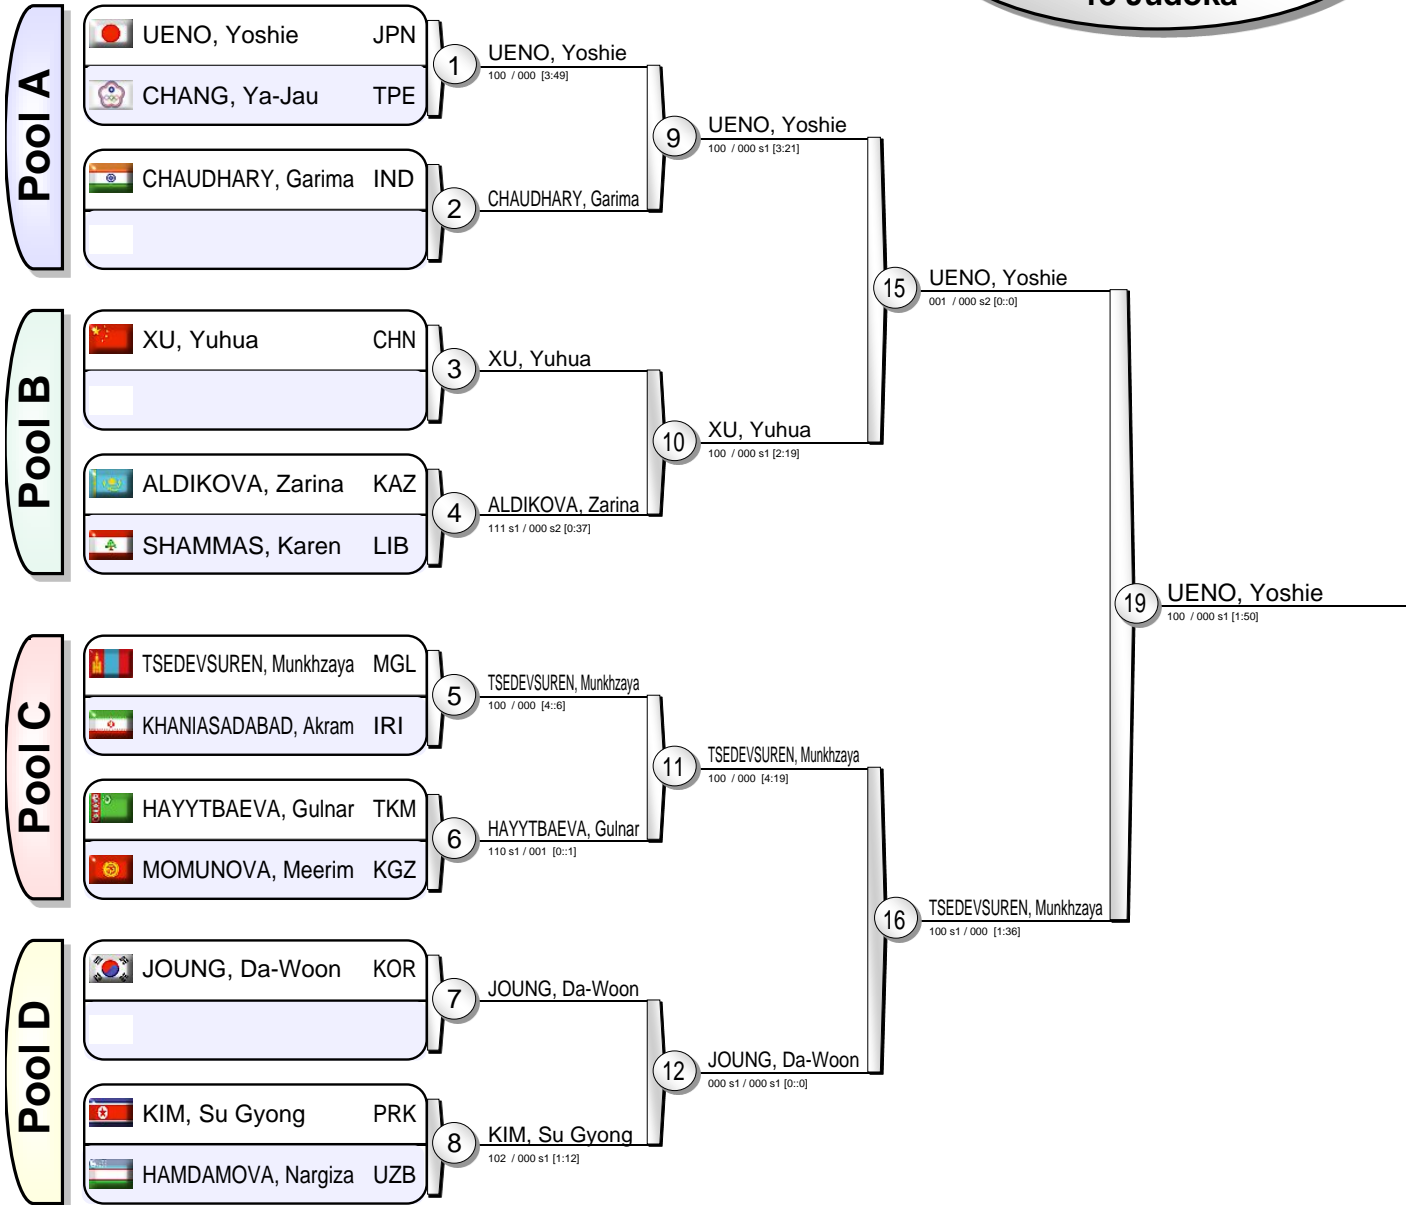 13 Judoka
Pool A
UENO, Yoshie JPN
CHANG, Ya-Jau TPE
1
UENO, Yoshie
100 / 000 [3:49]
CHAUDHARY, Garima IND
2
CHAUDHARY, Garima
9
UENO, Yoshie
100 / 000 s1 [3:21]
Pool B
XU, Yuhua CHN
3
XU, Yuhua
ALDIKOVA, Zarina KAZ
SHAMMAS, Karen LIB
4
ALDIKOVA, Zarina
111 s1 / 000 s2 [0:37]
10
XU, Yuhua
100 / 000 s1 [2:19]
15
UENO, Yoshie
001 / 000 s2 [0::0]
Pool C
TSEDEVSUREN, Munkhzaya MGL
KHANIASADABAD, Akram IRI
5
TSEDEVSUREN, Munkhzaya
100 / 000 [4::6]
HAYYTBAEVA, Gulnar TKM
MOMUNOVA, Meerim KGZ
6
HAYYTBAEVA, Gulnar
110 s1 / 001 [0::1]
11
TSEDEVSUREN, Munkhzaya
100 / 000 [4:19]
Pool D
JOUNG, Da-Woon KOR
7
JOUNG, Da-Woon
KIM, Su Gyong PRK
HAMDAMOVA, Nargiza UZB
8
KIM, Su Gyong
102 / 000 s1 [1:12]
12
JOUNG, Da-Woon
000 s1 / 000 s1 [0::0]
16
TSEDEVSUREN, Munkhzaya
100 s1 / 000 [1:36]
19
UENO, Yoshie
100 / 000 s1 [1:50]